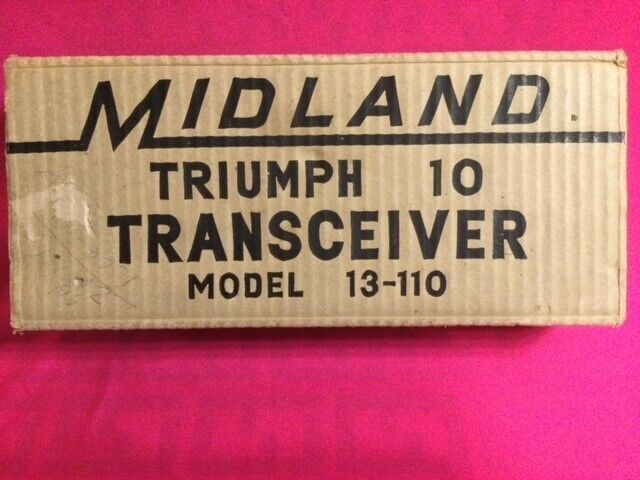 MIDLAND
TRIUMPH 10
TRANSCEIVER
MODEL 13-110